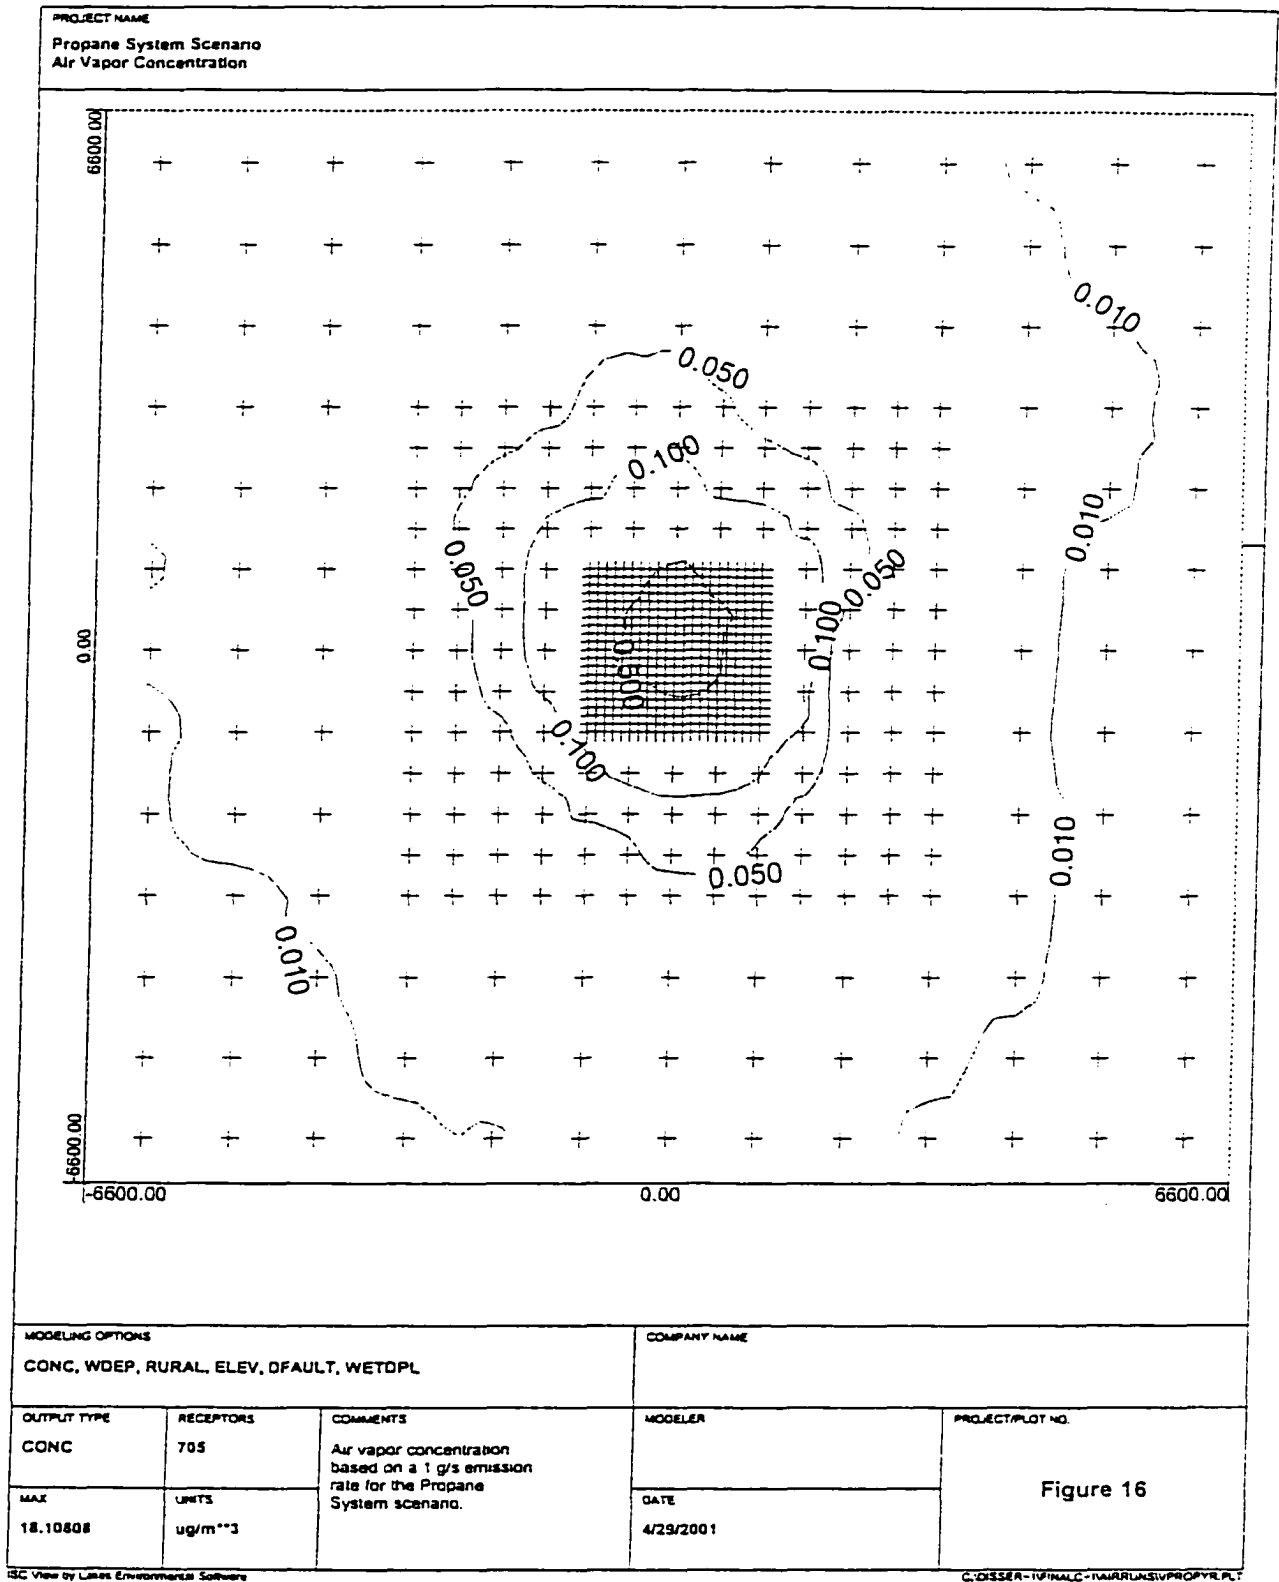 PROJECT NAME
Propane System Scenario
Air Vapor Concentration
6600.00
0.010
0.050
0.100
0.010
0.050
0.050
0.100
0.500
0.00
0.100
0.010
0.050
0.010
-6600.00
-6600.00
0.00
6600.00
MODELING OPTIONS
CONC, WDEP, RURAL, ELEV, DFAULT, WETDPL
COMPANY NAME
OUTPUT TYPE
CONC
RECEPTORS
705
COMMENTS
Air vapor concentration
based on a 1 g/s emission
rate for the Propane
System scenario.
MODELER
PROJECT/PLOT NO.
Figure 16
MAX
18.10808
UNITS
ug/m**3
DATE
4/29/2001
ISC View by Lakes Environmental Software